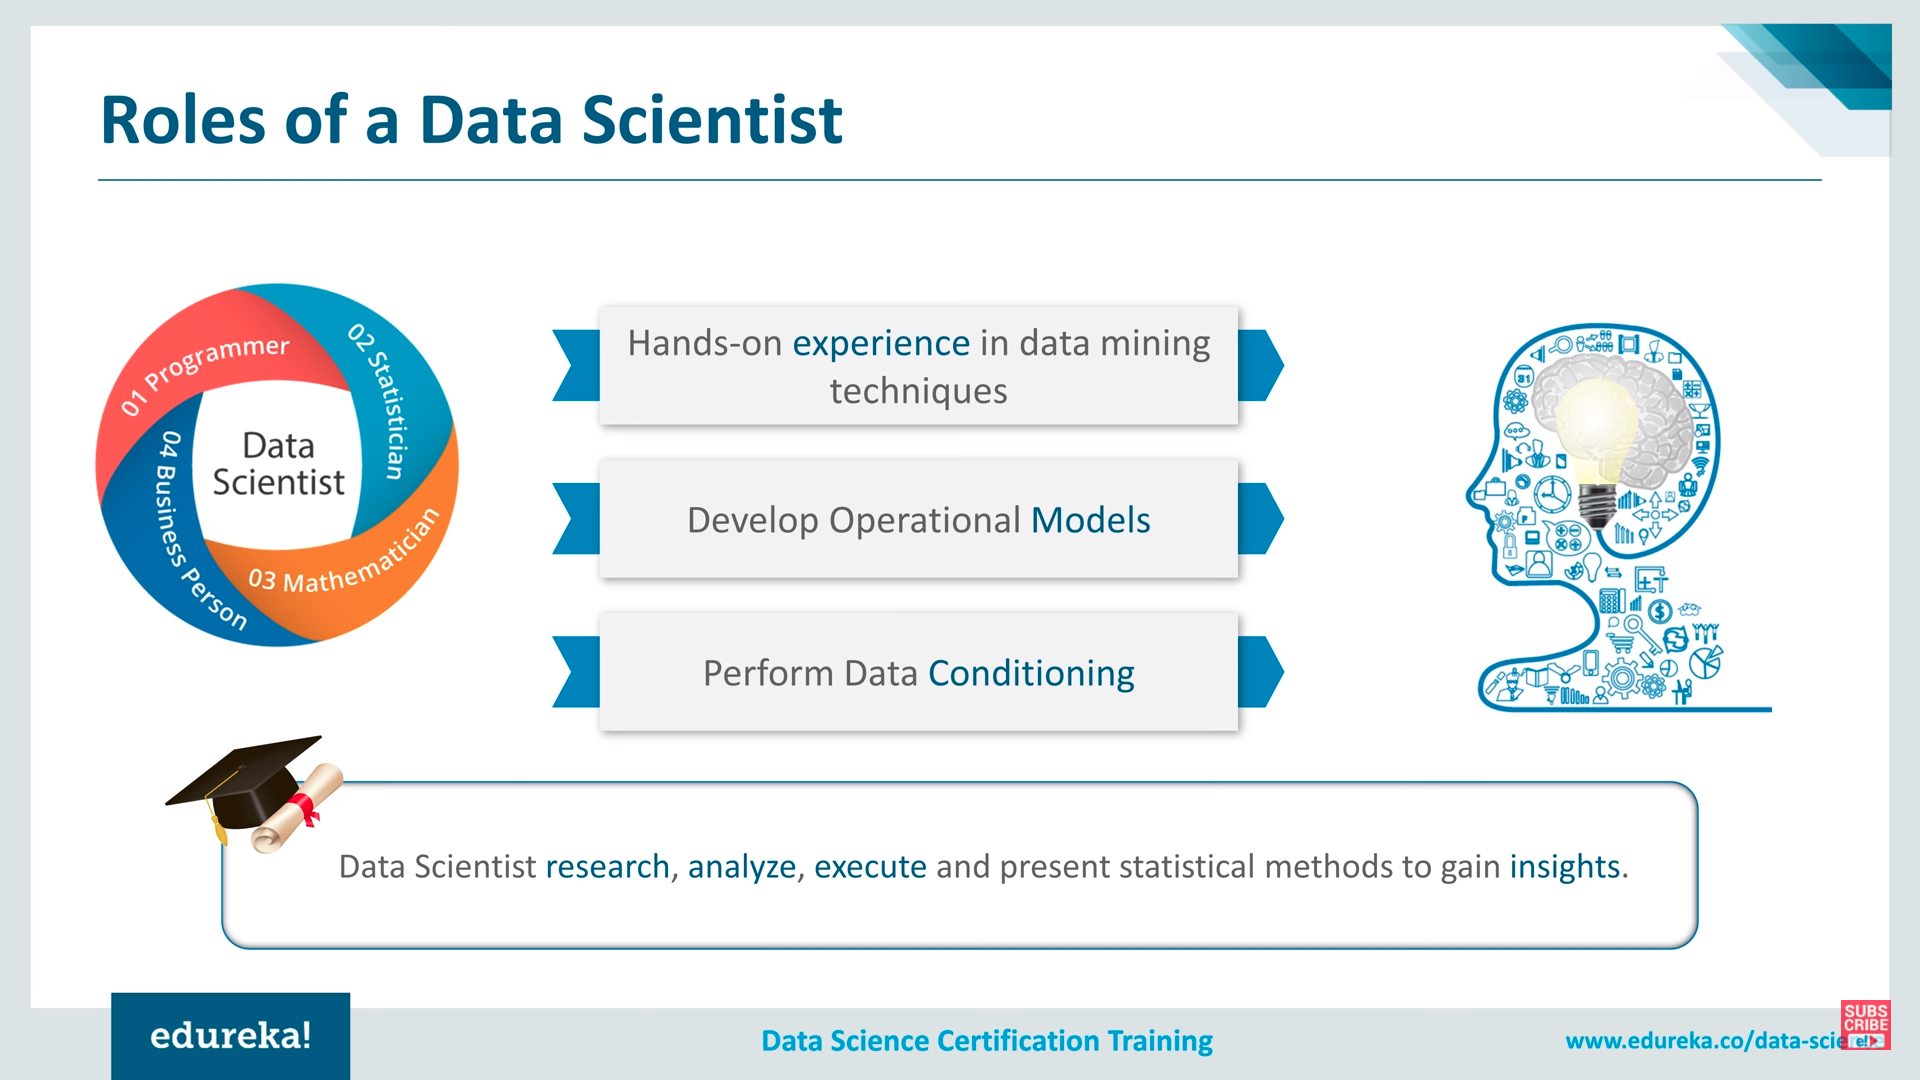 Roles of a Data Scientist
01 Programmer
02 Statistician
03 Mathematician
04 Business Person
Data
Scientist
Hands-on experience in data mining
techniques
Develop Operational Models
Perform Data Conditioning
31
Data Scientist research, analyze, execute and present statistical methods to gain insights.
edureka!
Data Science Certification Training
www.edureka.co/data-scie
SUBS
CRIBE